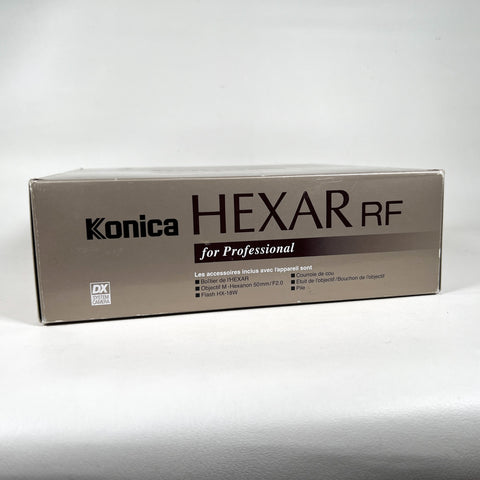 Konica HEXAR RF
for Professional
Les accessoires inclus avec l'appareil sont
■ Boîtier de l'HEXAR
■ Objectif M-Hexanon 50mm/F2.0
■ Flash HX-18W
■ Courroie de cou
■ Etui de l'objectif/Bouchon de l'objectif
■ Pile
DX
SYSTEM
CAMERA